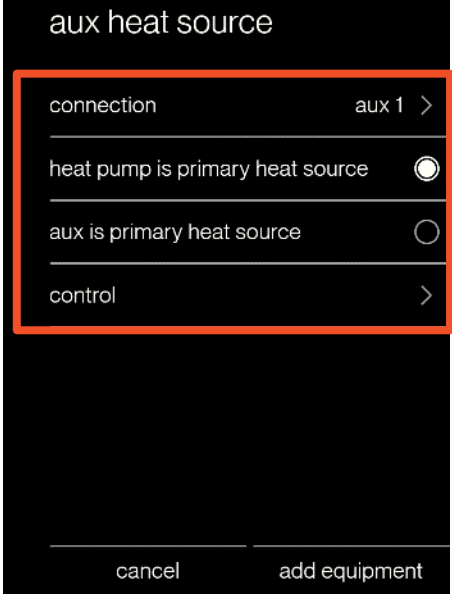 aux heat source
connection aux 1 >
heat pump is primary heat source
aux is primary heat source
control >
cancel add equipment